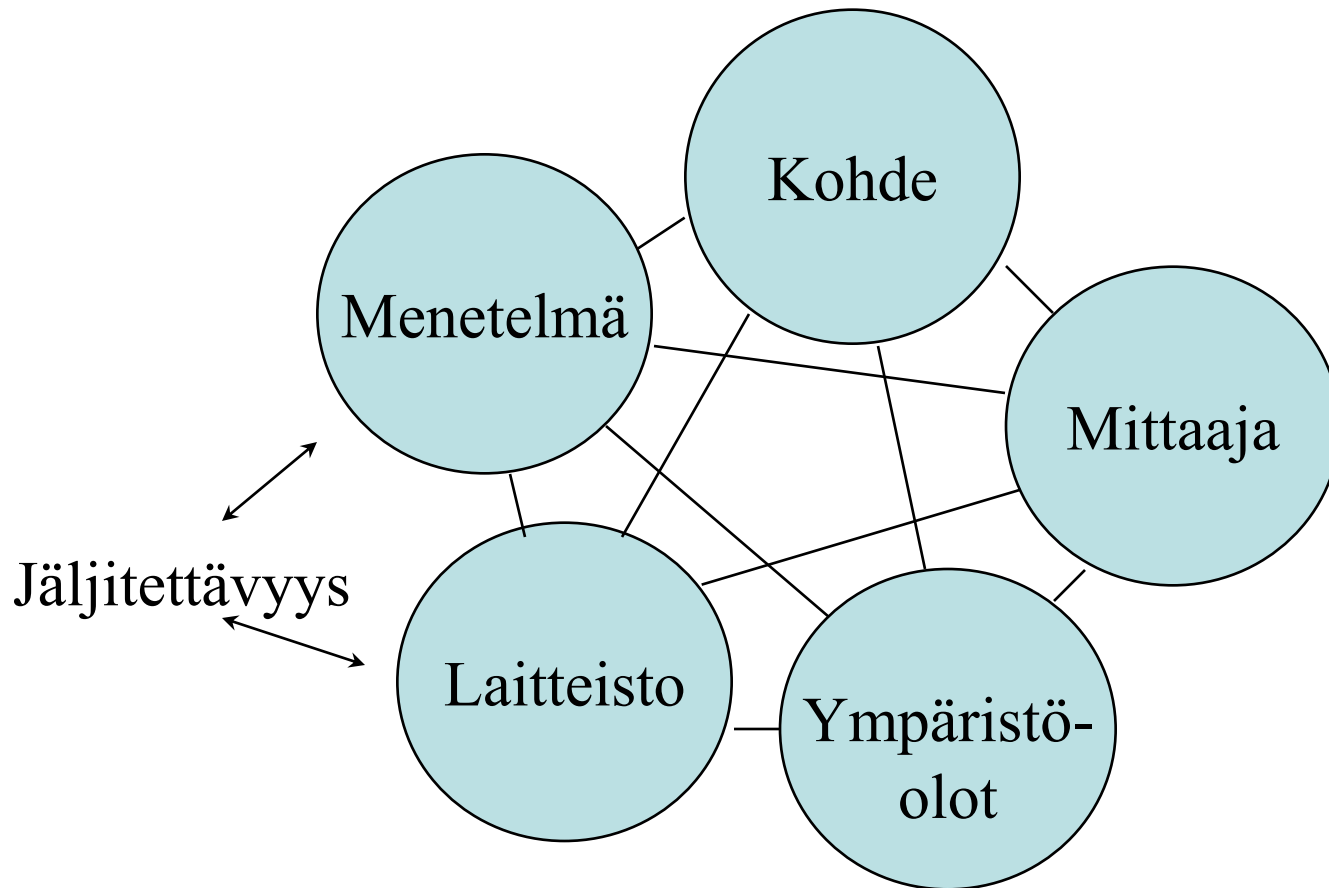 Kohde
Menetelmä
Mittaaja
Jäljitettävyys
Laitteisto
Ympäristö-
olot